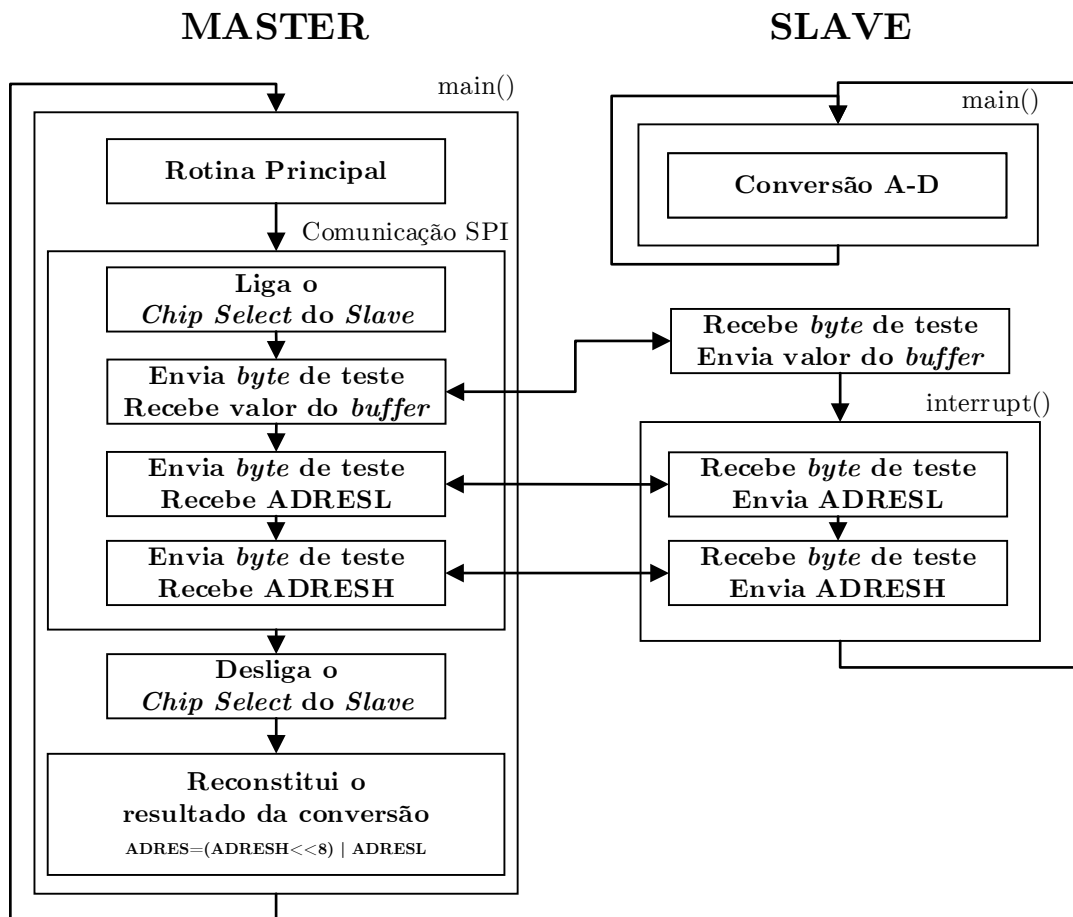 MASTER
main()
Rotina Principal
Comunicação SPI
Liga o
Chip Select do Slave
Envia byte de teste
Recebe valor do buffer
Envia byte de teste
Recebe ADRESL
Envia byte de teste
Recebe ADRESH
Desliga o
Chip Select do Slave
Reconstitui o
resultado da conversão
ADRES=(ADRESH<<8) | ADRESL
SLAVE
main()
Conversão A-D
Recebe byte de teste
Envia valor do buffer
interrupt()
Recebe byte de teste
Envia ADRESL
Recebe byte de teste
Envia ADRESH